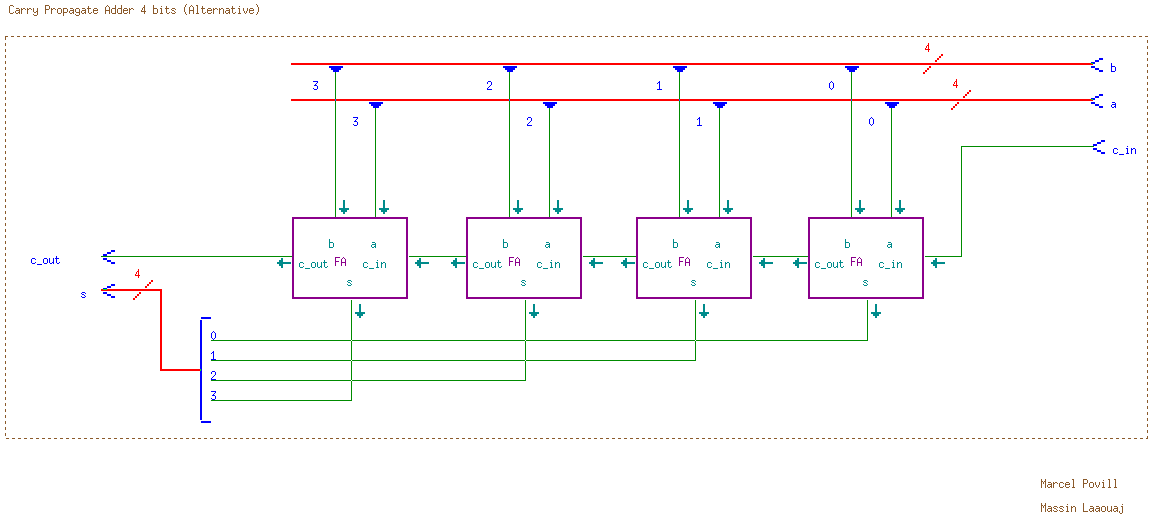 Carry Propagate Adder 4 bits (Alternative)
4
b
3 2 1 0
4
a
3 2 1 0
c_in
b a b a b a b a
c_out FA c_in c_out FA c_in c_out FA c_in c_out FA c_in
c_out
s s s s
4
s
0
1
2
3
Marcel Povill
Massin Laaouaj